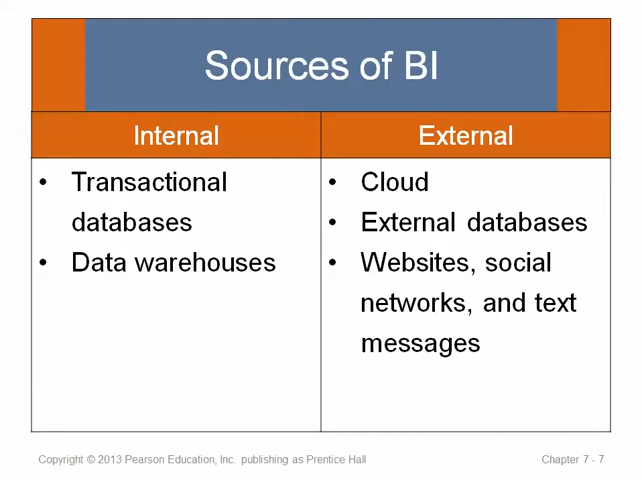 Sources of BI
Internal
External
• Transactional
databases
• Data warehouses
• Cloud
• External databases
• Websites, social
networks, and text
messages
Copyright © 2013 Pearson Education, Inc. publishing as Prentice Hall
Chapter 7 - 7